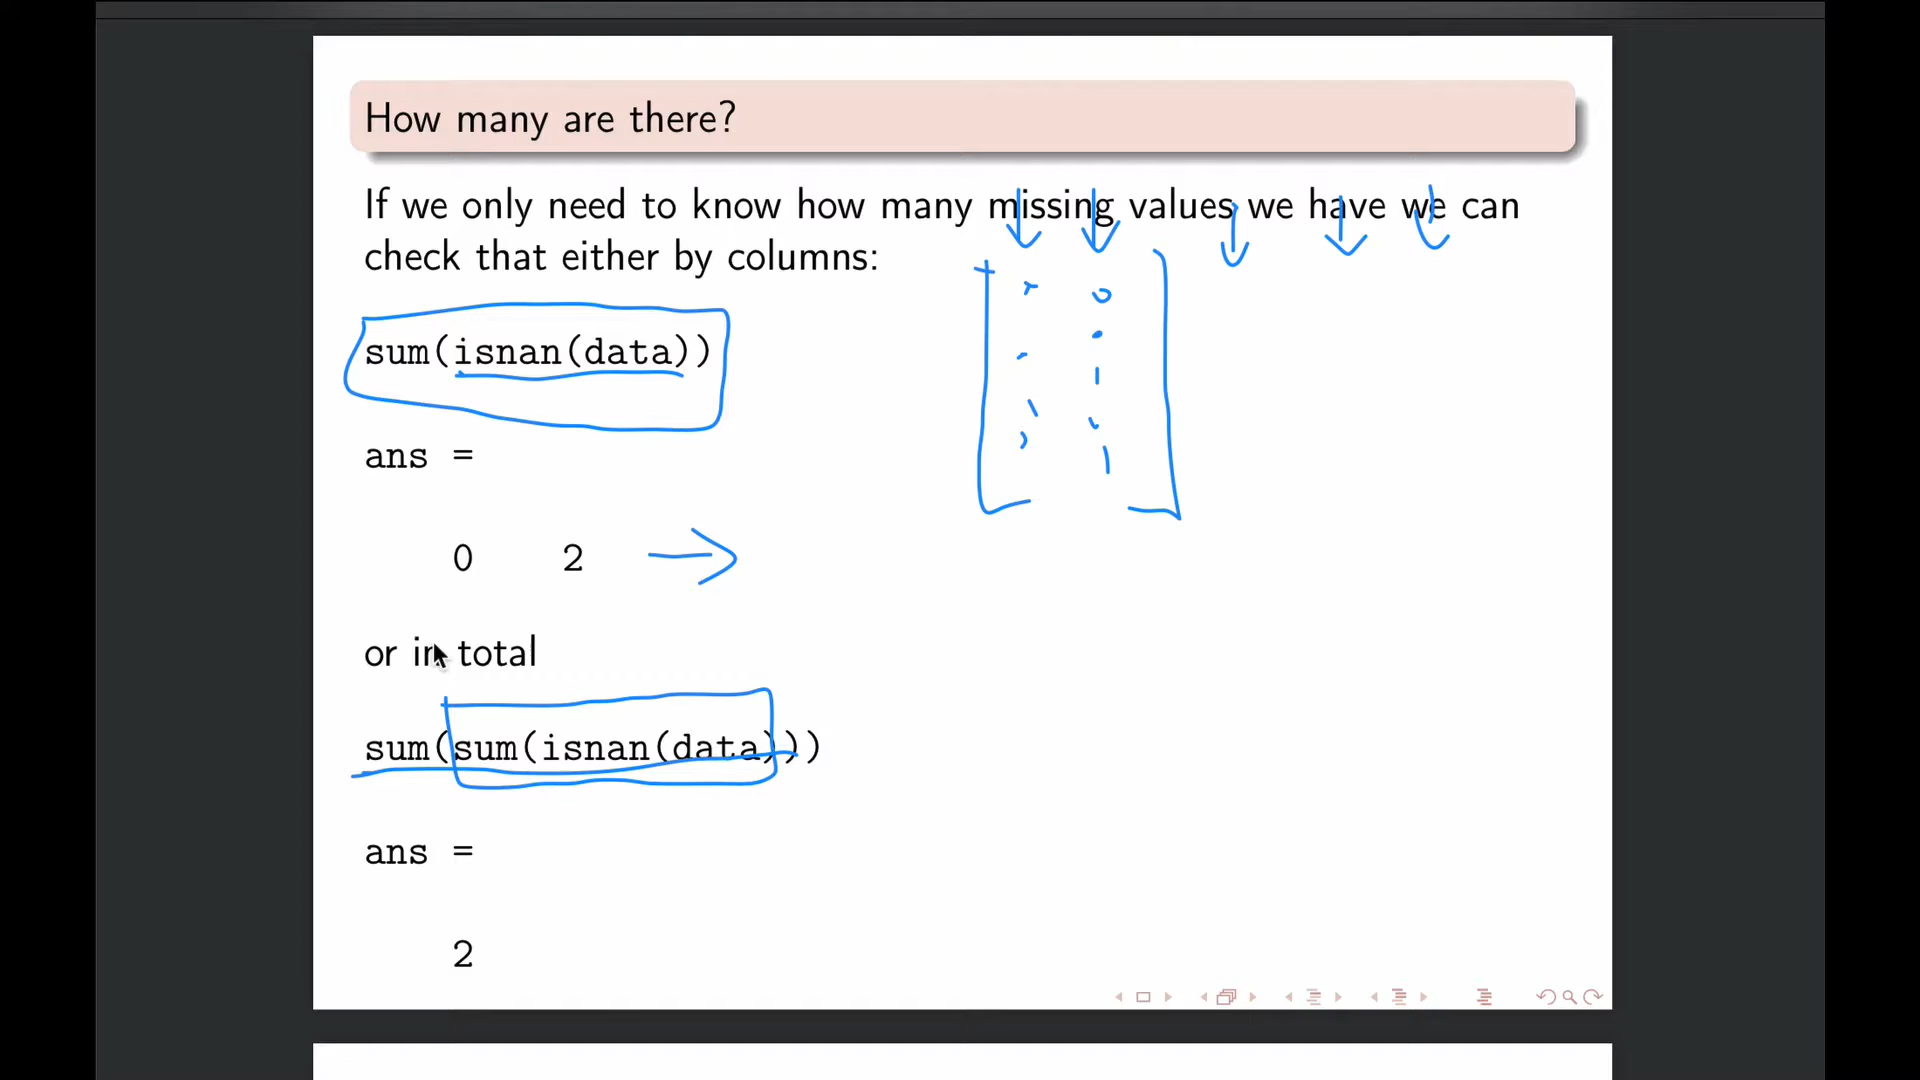 How many are there?
If we only need to know how many missing values we have we can
check that either by columns:
sum(isnan(data))
ans =
0 2
or in total
sum(sum(isnan(data)))
ans =
2